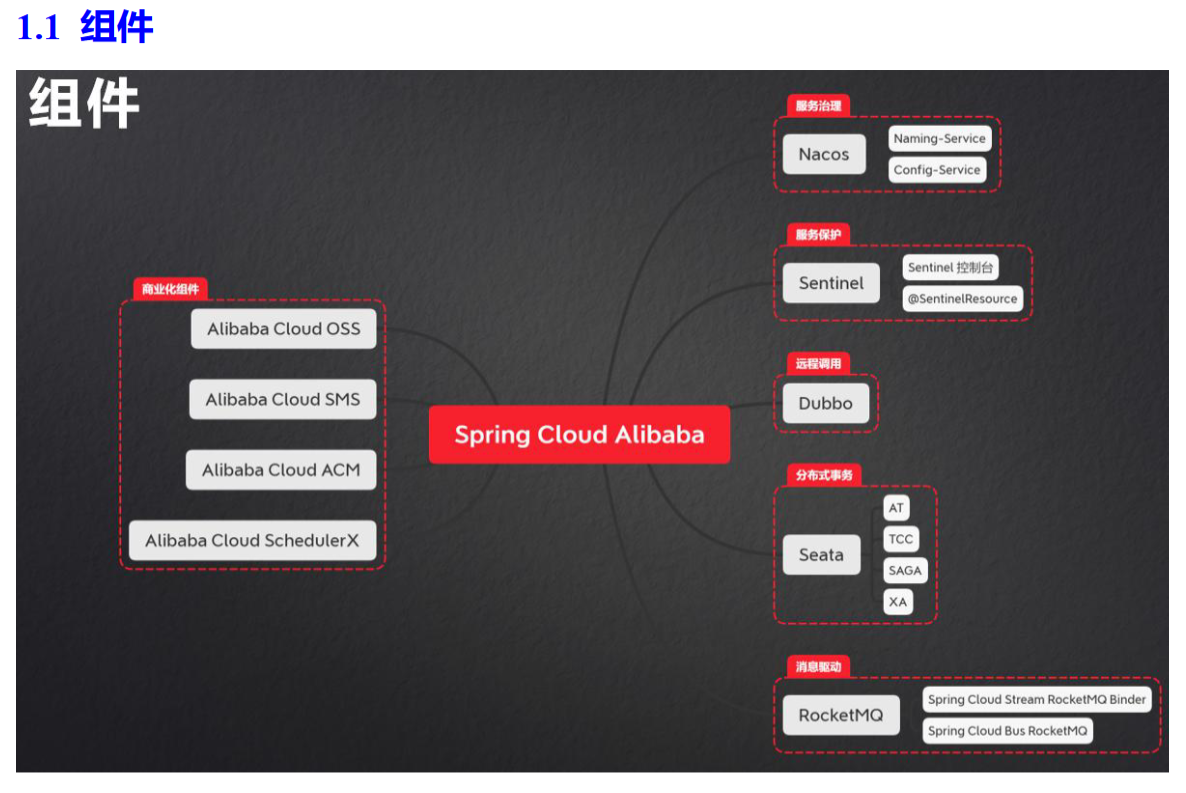 1.1 组件
组件
服务治理
Nacos
Naming-Service
Config-Service
服务保护
Sentinel
Sentinel 控制台
@SentinelResource
远程调用
Dubbo
分布式事务
Seata
AT
TCC
SAGA
XA
消息驱动
RocketMQ
Spring Cloud Stream RocketMQ Binder
Spring Cloud Bus RocketMQ
Spring Cloud Alibaba
商业化组件
Alibaba Cloud OSS
Alibaba Cloud SMS
Alibaba Cloud ACM
Alibaba Cloud SchedulerX